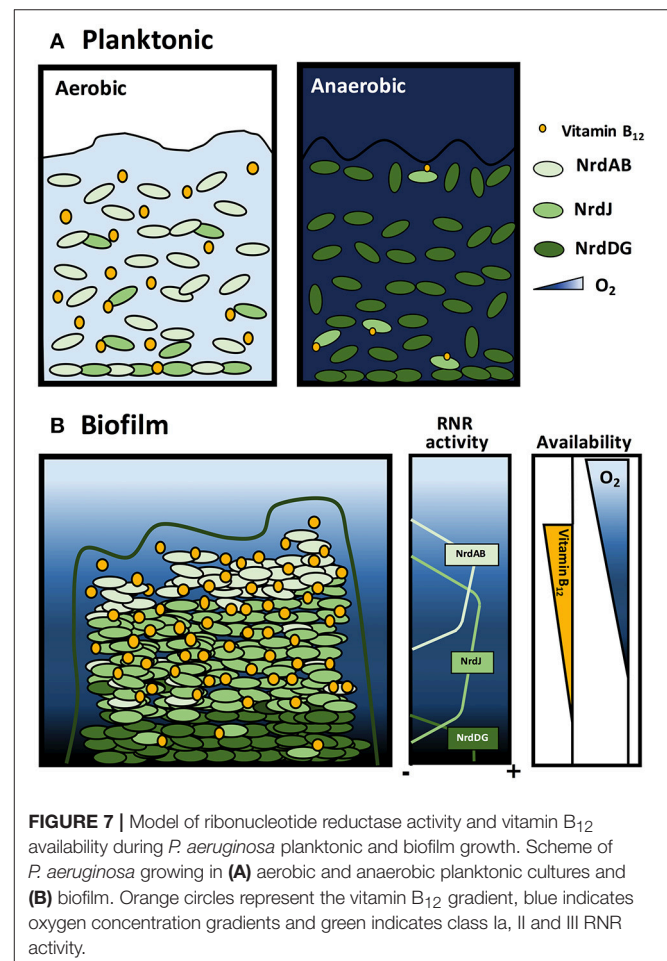 A Planktonic
Aerobic
Anaerobic
Vitamin B₁₂
NrdAB
NrdJ
NrdDG
O₂
B Biofilm
RNR
activity
Availability
NrdAB
NrdJ
NrdDG
- +
O₂
Vitamin B₁₂
FIGURE 7 | Model of ribonucleotide reductase activity and vitamin B₁₂
availability during P. aeruginosa planktonic and biofilm growth. Scheme of
P. aeruginosa growing in (A) aerobic and anaerobic planktonic cultures and
(B) biofilm. Orange circles represent the vitamin B₁₂ gradient, blue indicates
oxygen concentration gradients and green indicates class Ia, II and III RNR
activity.